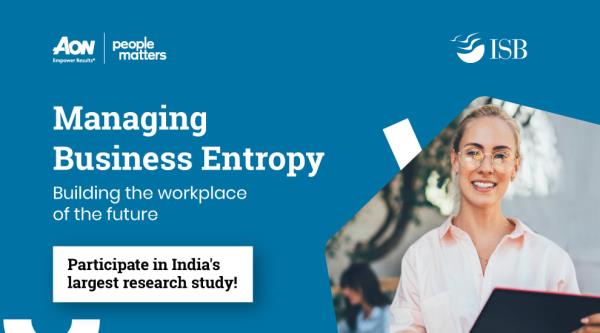 AON
Empower Results®
people
matters
ISB
Managing
Business Entropy
Building the workplace
of the future
Participate in India's
largest research study!